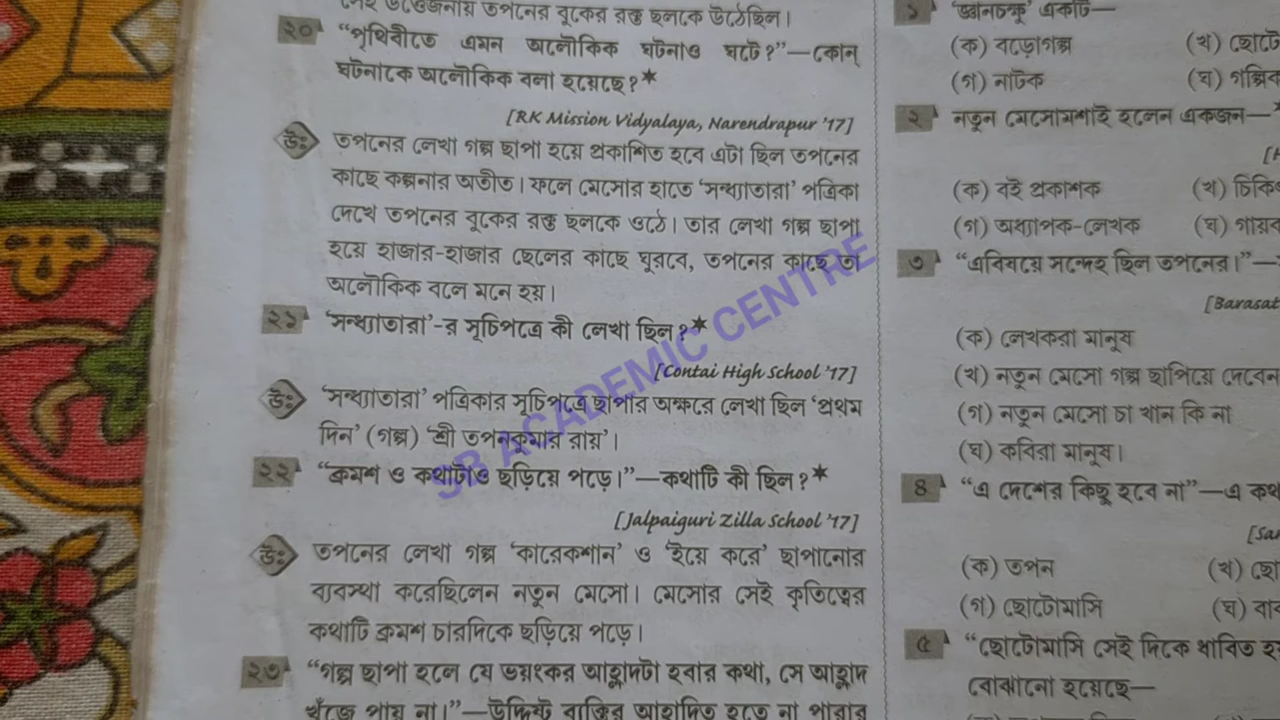 সেই উত্তেজনায় তপনের বুকের রক্ত ছলকে উঠেছিল।
২০ “পৃথিবীতে এমন অলৌকিক ঘটনাও ঘটে?”—কোন্
ঘটনাকে অলৌকিক বলা হয়েছে?★
[RK Mission Vidyalaya, Narendrapur '17]
উঃ তপনের লেখা গল্প ছাপা হয়ে প্রকাশিত হবে এটা ছিল তপনের
কাছে কল্পনার অতীত। ফলে মেসোর হাতে ‘সন্ধ্যাতারা’ পত্রিকা
দেখে তপনের বুকের রক্ত ছলকে ওঠে। তার লেখা গল্প ছাপা
হয়ে হাজার-হাজার ছেলের কাছে ঘুরবে, তপনের কাছে তা
অলৌকিক বলে মনে হয়।
২১ ‘সন্ধ্যাতারা’-র সূচিপত্রে কী লেখা ছিল?★
[Contai High School '17]
উঃ ‘সন্ধ্যাতারা’ পত্রিকার সূচিপত্রে ছাপার অক্ষরে লেখা ছিল ‘প্রথম
দিন’ (গল্প) ‘শ্রী তপনকুমার রায়’।
২২ “ক্রমশ ও কথাটাও ছড়িয়ে পড়ে।”—কথাটি কী ছিল?★
[Jalpaiguri Zilla School '17]
উঃ তপনের লেখা গল্প ‘কারেকশান’ ও ‘ইয়ে করে’ ছাপানোর
ব্যবস্থা করেছিলেন নতুন মেসো। মেসোর সেই কৃতিত্বের
কথাটি ক্রমশ চারদিকে ছড়িয়ে পড়ে।
২৩ “গল্প ছাপা হলে যে ভয়ংকর আহ্লাদটা হবার কথা, সে আহ্লাদ
খুঁজে পায় না।”—উদ্দিষ্ট ব্যক্তির আহ্লাদিত হতে না পারার
SB ACADEMIC CENTRE
১ ‘জ্ঞানচক্ষু’ একটি—
(ক) বড়োগল্প (খ) ছোটো
(গ) নাটক (ঘ)
২ নতুন মেসোমশাই হলেন একজন—
(ক) বই প্রকাশক (খ) চিকি
(গ) অধ্যাপক-লেখক (ঘ) গায়ক
৩ “এবিষয়ে সন্দেহ ছিল তপনের।”—
[Barasat
(ক) লেখকরা মানুষ
(খ) নতুন মেসো গল্প ছাপিয়ে দেবেন
(গ) নতুন মেসো চা খান কি না
(ঘ) কবিরা মানুষ।
৪ “এ দেশের কিছু হবে না”—এ কথা
(ক) তপন (খ) ছো
(গ) ছোটোমাসি (ঘ) বা
৫ “ছোটোমাসি সেই দিকে ধাবিত হ
বোঝানো হয়েছে—